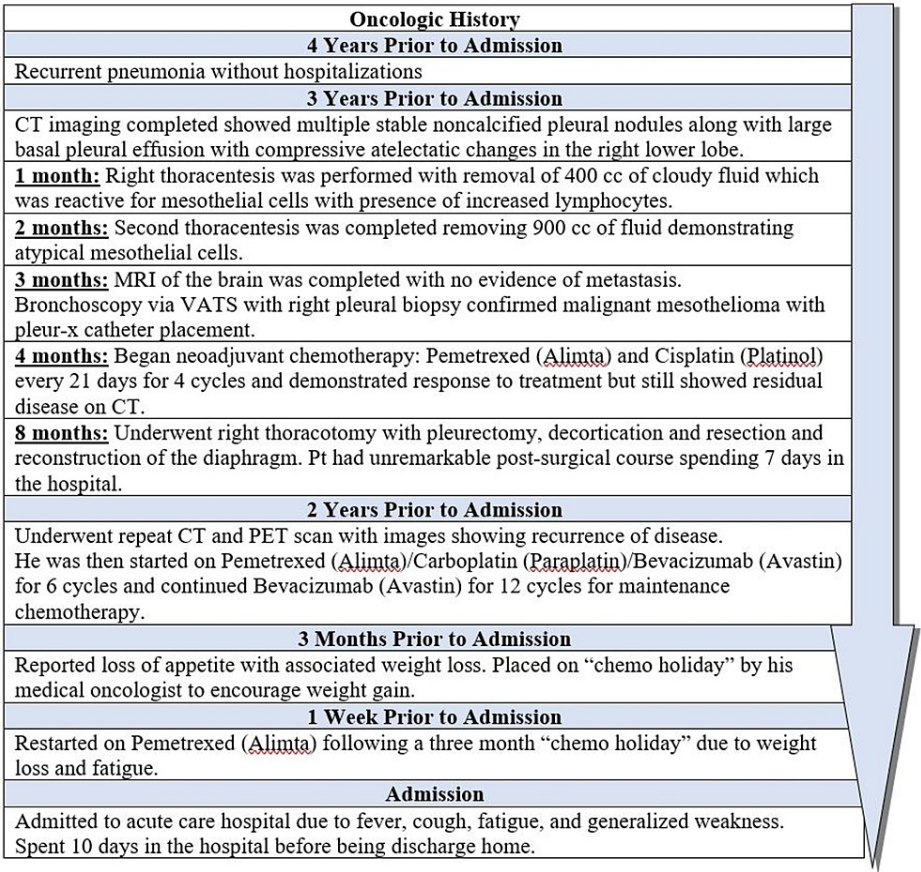 Oncologic History
4 Years Prior to Admission
Recurrent pneumonia without hospitalizations
3 Years Prior to Admission
CT imaging completed showed multiple stable noncalcified pleural nodules along with large
basal pleural effusion with compressive atelectatic changes in the right lower lobe.
1 month: Right thoracentesis was performed with removal of 400 cc of cloudy fluid which
was reactive for mesothelial cells with presence of increased lymphocytes.
2 months: Second thoracentesis was completed removing 900 cc of fluid demonstrating
atypical mesothelial cells.
3 months: MRI of the brain was completed with no evidence of metastasis.
Bronchoscopy via VATS with right pleural biopsy confirmed malignant mesothelioma with
pleur-x catheter placement.
4 months: Began neoadjuvant chemotherapy: Pemetrexed (Alimta) and Cisplatin (Platinol)
every 21 days for 4 cycles and demonstrated response to treatment but still showed residual
disease on CT.
8 months: Underwent right thoracotomy with pleurectomy, decortication and resection and
reconstruction of the diaphragm. Pt had unremarkable post-surgical course spending 7 days in
the hospital.
2 Years Prior to Admission
Underwent repeat CT and PET scan with images showing recurrence of disease.
He was then started on Pemetrexed (Alimta)/Carboplatin (Paraplatin)/Bevacizumab (Avastin)
for 6 cycles and continued Bevacizumab (Avastin) for 12 cycles for maintenance
chemotherapy.
3 Months Prior to Admission
Reported loss of appetite with associated weight loss. Placed on “chemo holiday” by his
medical oncologist to encourage weight gain.
1 Week Prior to Admission
Restarted on Pemetrexed (Alimta) following a three month “chemo holiday” due to weight
loss and fatigue.
Admission
Admitted to acute care hospital due to fever, cough, fatigue, and generalized weakness.
Spent 10 days in the hospital before being discharge home.